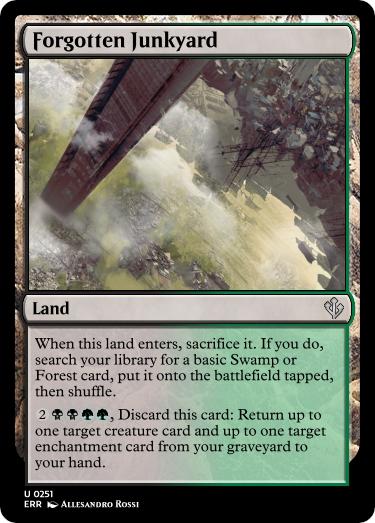 Forgotten Junkyard
Land
When this land enters, sacrifice it. If you do,
search your library for a basic Swamp or
Forest card, put it onto the battlefield tapped,
then shuffle.
2 , Discard this card: Return up to
one target creature card and up to one target
enchantment card from your graveyard to
your hand.
U 0251
ERR Allesandro Rossi